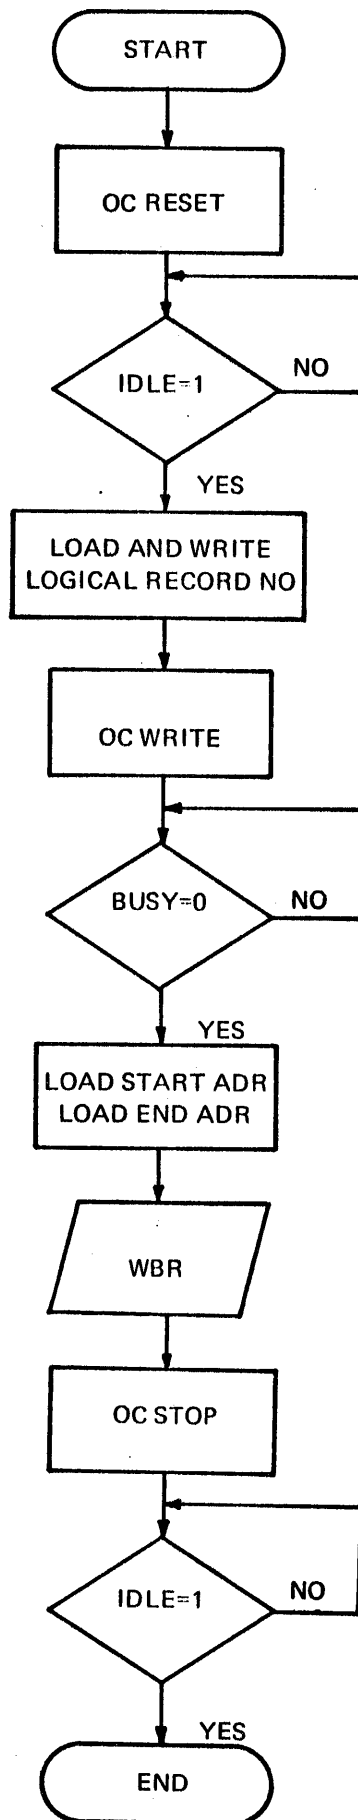 START
OC RESET
IDLE=1
NO
YES
LOAD AND WRITE
LOGICAL RECORD NO
OC WRITE
BUSY=0
NO
YES
LOAD START ADR
LOAD END ADR
WBR
OC STOP
IDLE=1
NO
YES
END